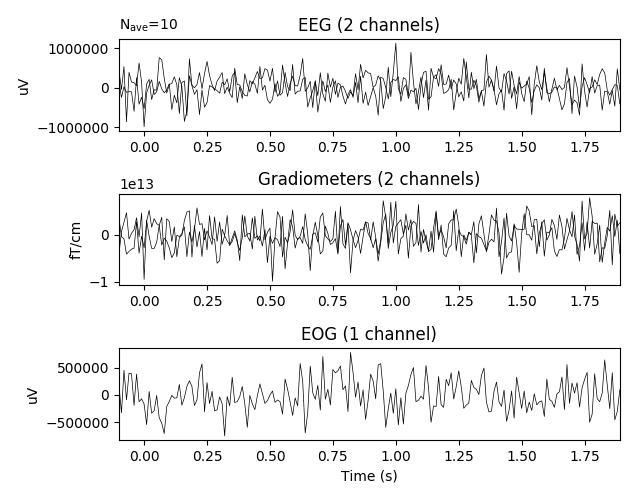 N_ave=10
EEG (2 channels)
1000000
0
−1000000
uV
0.00 0.25 0.50 0.75 1.00 1.25 1.50 1.75
1e13
Gradiometers (2 channels)
0
−1
fT/cm
0.00 0.25 0.50 0.75 1.00 1.25 1.50 1.75
EOG (1 channel)
500000
0
−500000
uV
0.00 0.25 0.50 0.75 1.00 1.25 1.50 1.75
Time (s)